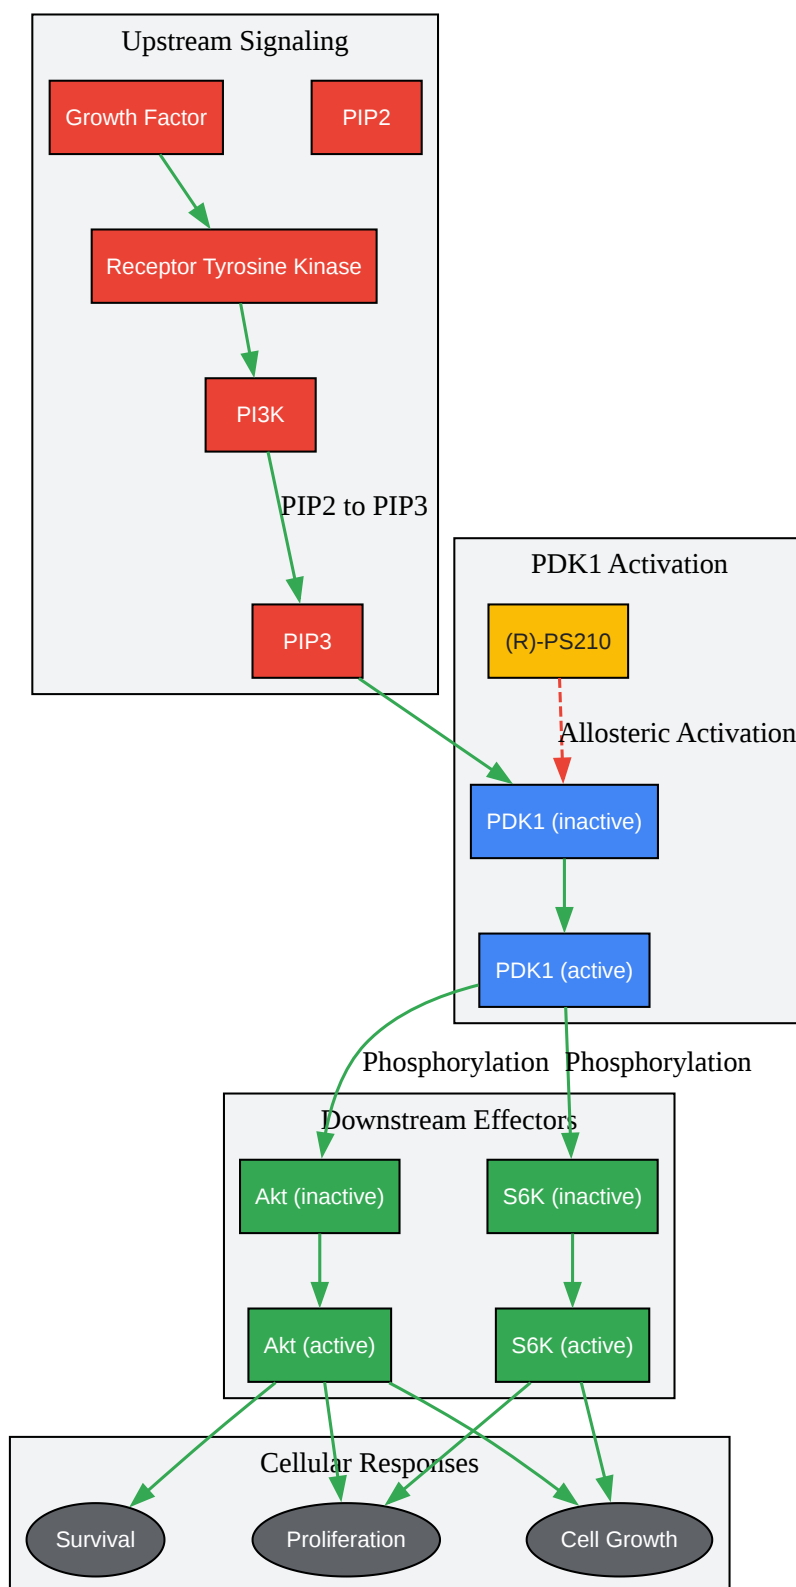 Upstream Signaling
Growth Factor
PIP2
Receptor Tyrosine Kinase
PI3K
PIP2 to PIP3
PIP3
PDK1 Activation
(R)-PS210
Allosteric Activation
PDK1 (inactive)
PDK1 (active)
Phosphorylation
Phosphorylation
Downstream Effectors
Akt (inactive)
S6K (inactive)
Akt (active)
S6K (active)
Cellular Responses
Survival
Proliferation
Cell Growth